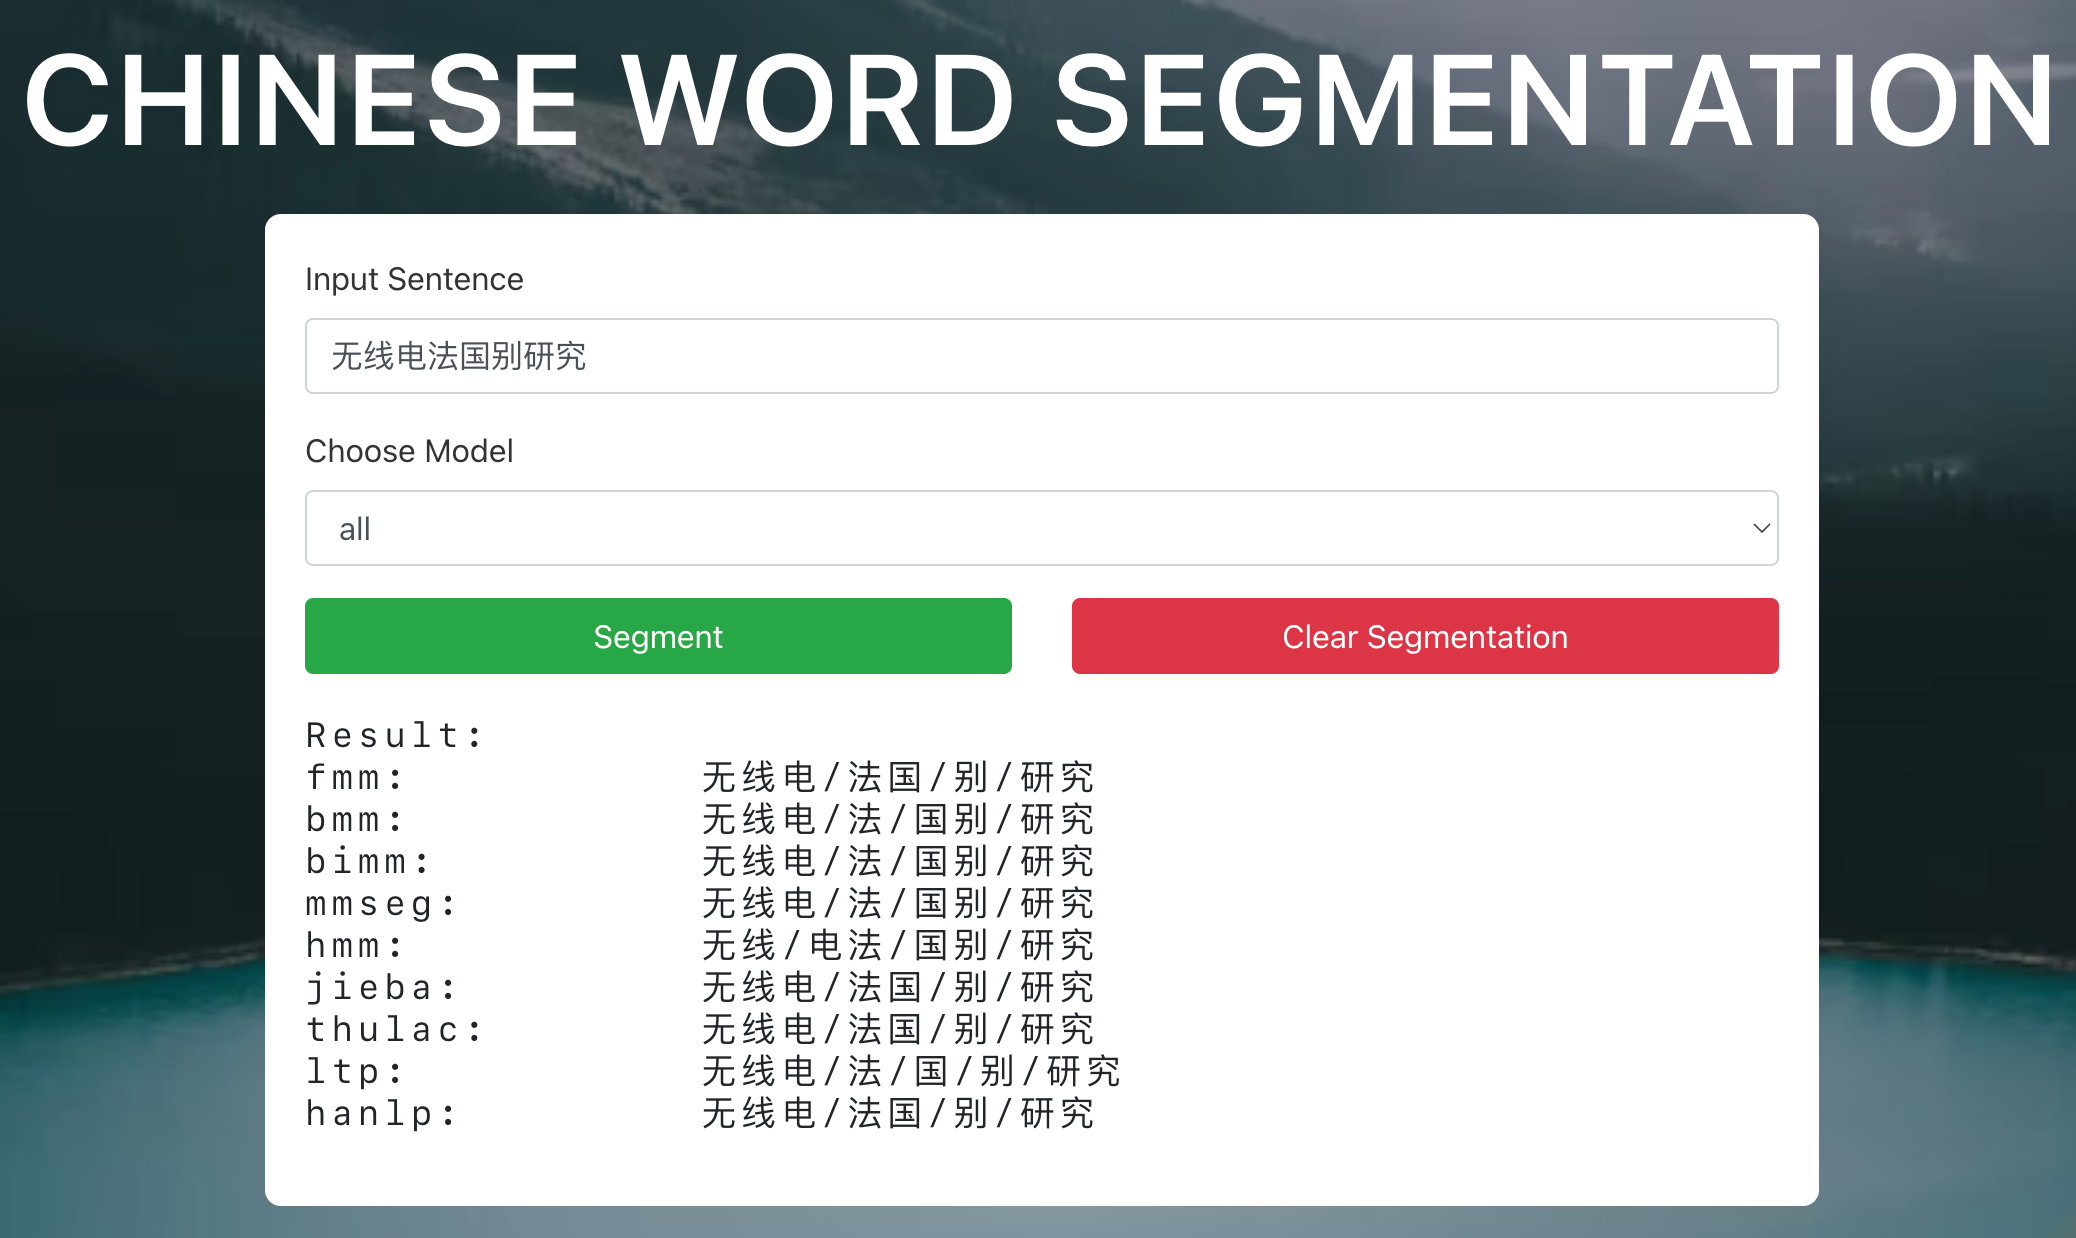 CHINESE WORD SEGMENTATION
Input Sentence
无线电法国别研究
Choose Model
all
Segment Clear Segmentation
Result:
fmm: 无线电/法国/别/研究
bmm: 无线电/法/国别/研究
bimm: 无线电/法/国别/研究
mmseg: 无线电/法/国别/研究
hmm: 无线/电法/国别/研究
jieba: 无线电/法国/别/研究
thulac: 无线电/法国/别/研究
ltp: 无线电/法/国/别/研究
hanlp: 无线电/法国/别/研究